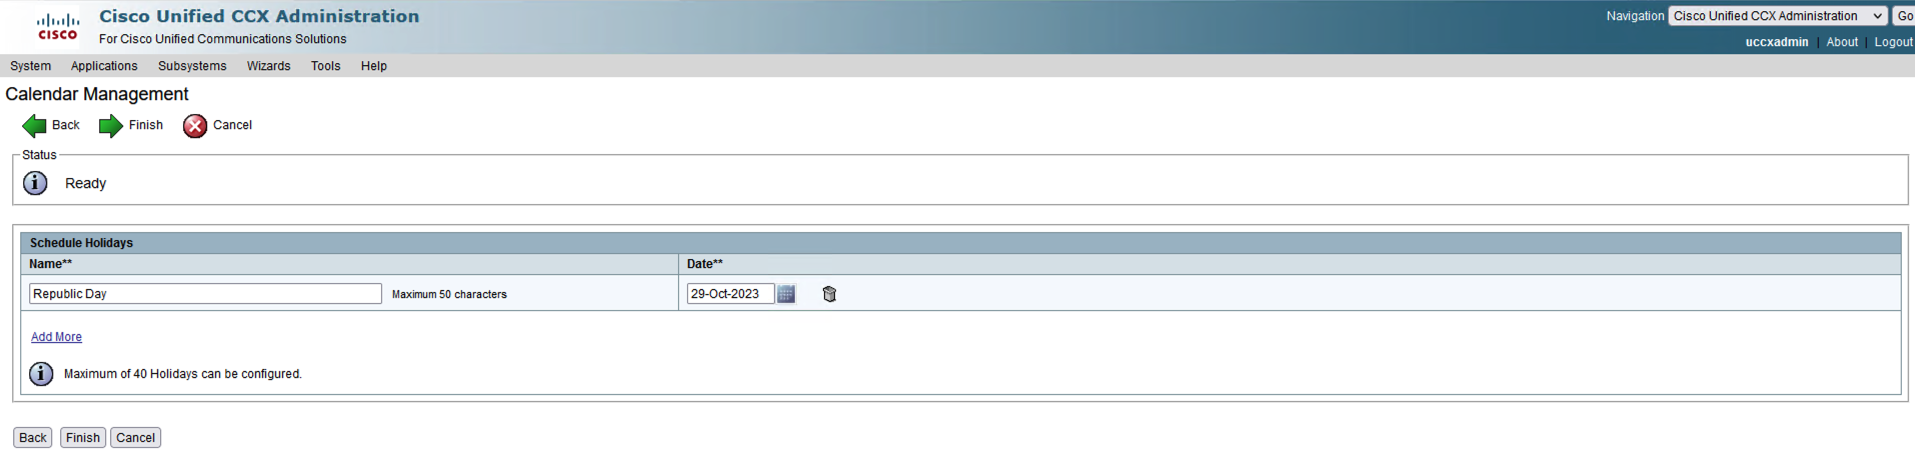 Cisco Unified CCX Administration
Navigation Cisco Unified CCX Administration Go
CISCO
For Cisco Unified Communications Solutions
uccxadmin | About | Logout
System Applications Subsystems Wizards Tools Help
Calendar Management
Back Finish Cancel
Status
Ready
Schedule Holidays
Name** Date**
Republic Day Maximum 50 characters 29-Oct-2023
Add More
Maximum of 40 Holidays can be configured.
Back Finish Cancel